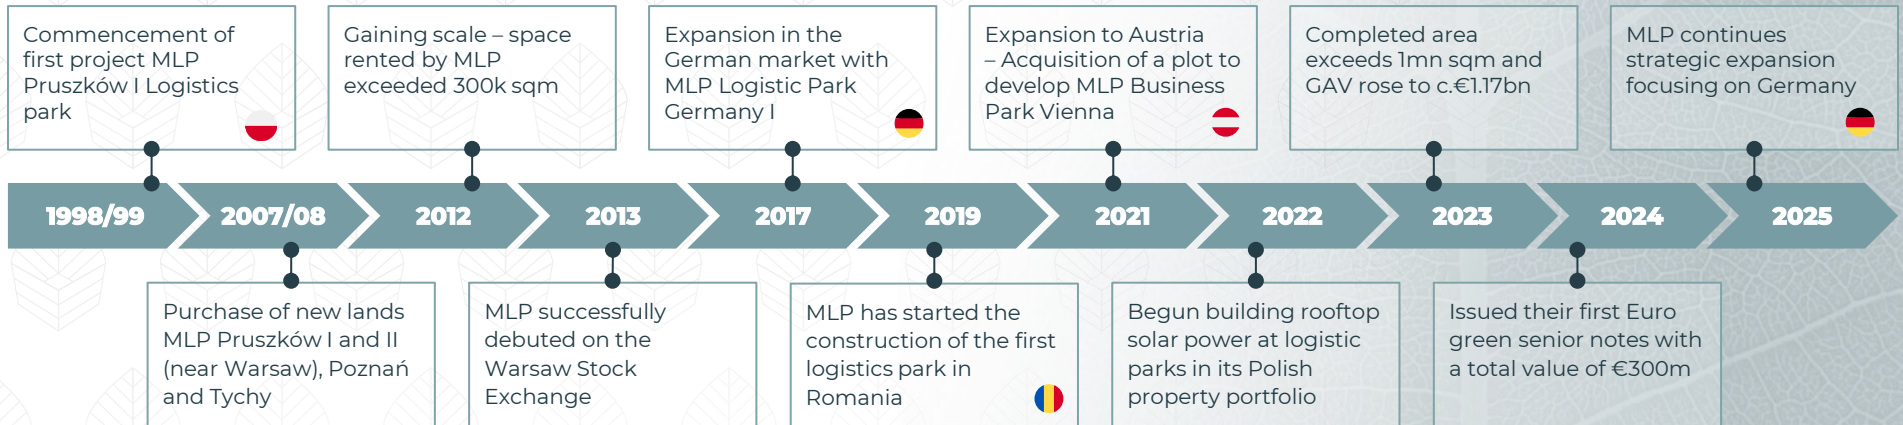 Commencement of
first project MLP
Pruszków I Logistics
park
Gaining scale – space
rented by MLP
exceeded 300k sqm
Expansion in the
German market with
MLP Logistic Park
Germany I
Expansion to Austria
– Acquisition of a plot to
develop MLP Business
Park Vienna
Completed area
exceeds 1mn sqm and
GAV rose to c.€1.17bn
MLP continues
strategic expansion
focusing on Germany
1998/99 2007/08 2012 2013 2017 2019 2021 2022 2023 2024 2025
Purchase of new lands
MLP Pruszków I and II
(near Warsaw), Poznań
and Tychy
MLP successfully
debuted on the
Warsaw Stock
Exchange
MLP has started the
construction of the first
logistics park in
Romania
Begun building rooftop
solar power at logistic
parks in its Polish
property portfolio
Issued their first Euro
green senior notes with
a total value of €300m